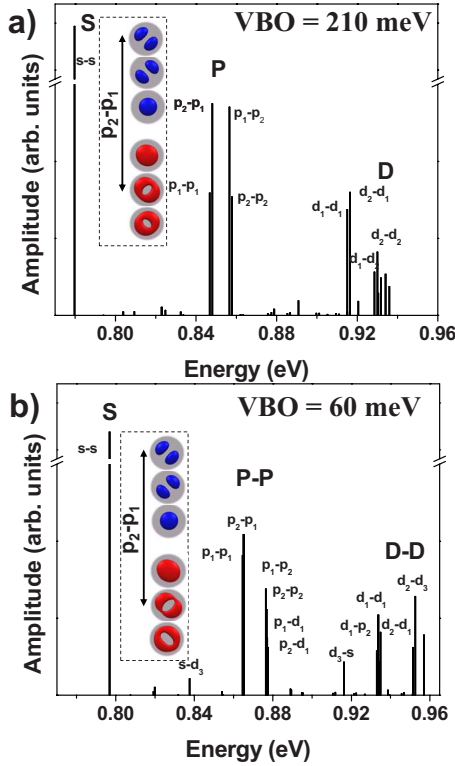 a)
VBO = 210 meV
S
s-s
P
p₂-p₁
p₂-p₁
p₁-p₂
p₁-p₁
p₂-p₂
D
d₂-d₁
d₁-d₁
d₂-d₂
Amplitude (arb. units)
0.80 0.84 0.88 0.92 0.96
Energy (eV)
b)
VBO = 60 meV
S
s-s
P-P
p₂-p₁
p₂-p₁
p₁-p₁
p₁-p₂
p₂-p₂
p₁-d₁
p₂-d₁
s-d₃
D-D
d₂-d₃
d₁-d₁
d₁-p₂
d₂-d₁
d₃-s
Amplitude (arb. units)
0.80 0.84 0.88 0.92 0.96
Energy (eV)